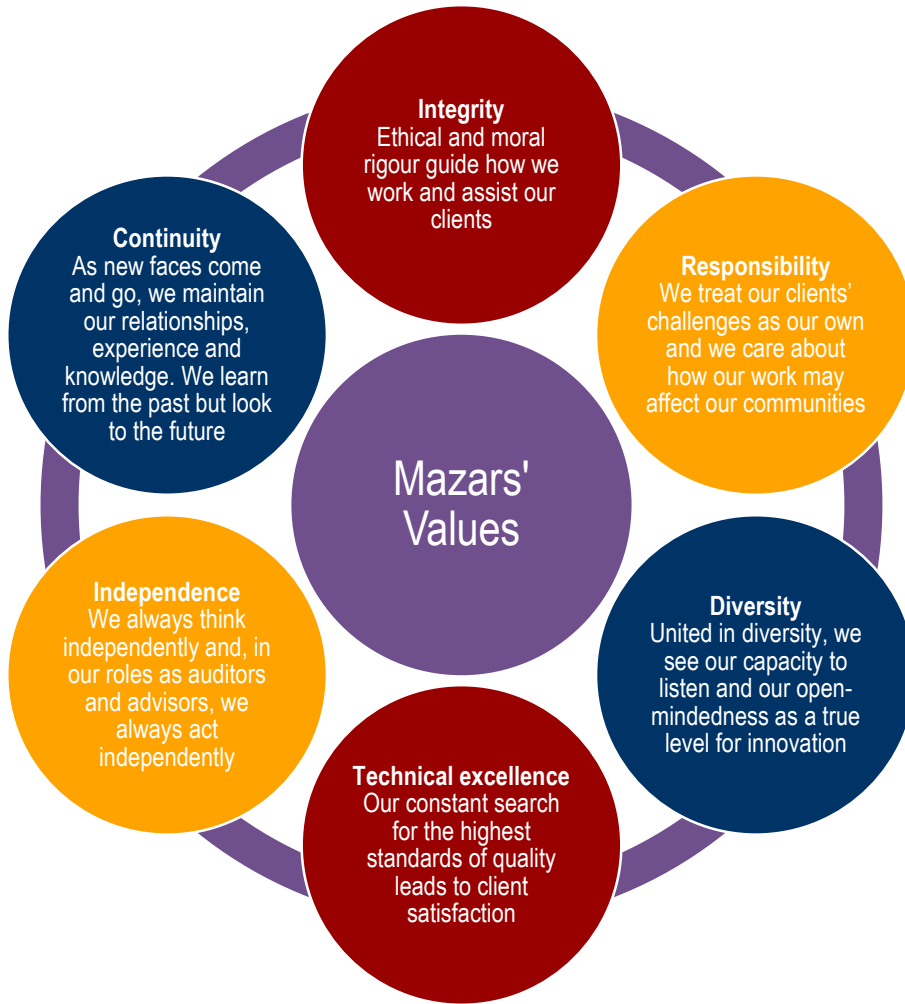 Integrity
Ethical and moral
rigour guide how we
work and assist our
clients
Responsibility
We treat our clients’
challenges as our own
and we care about
how our work may
affect our communities
Diversity
United in diversity, we
see our capacity to
listen and our open-
mindedness as a true
level for innovation
Technical excellence
Our constant search
for the highest
standards of quality
leads to client
satisfaction
Independence
We always think
independently and, in
our roles as auditors
and advisors, we
always act
independently
Continuity
As new faces come
and go, we maintain
our relationships,
experience and
knowledge. We learn
from the past but look
to the future
Mazars'
Values